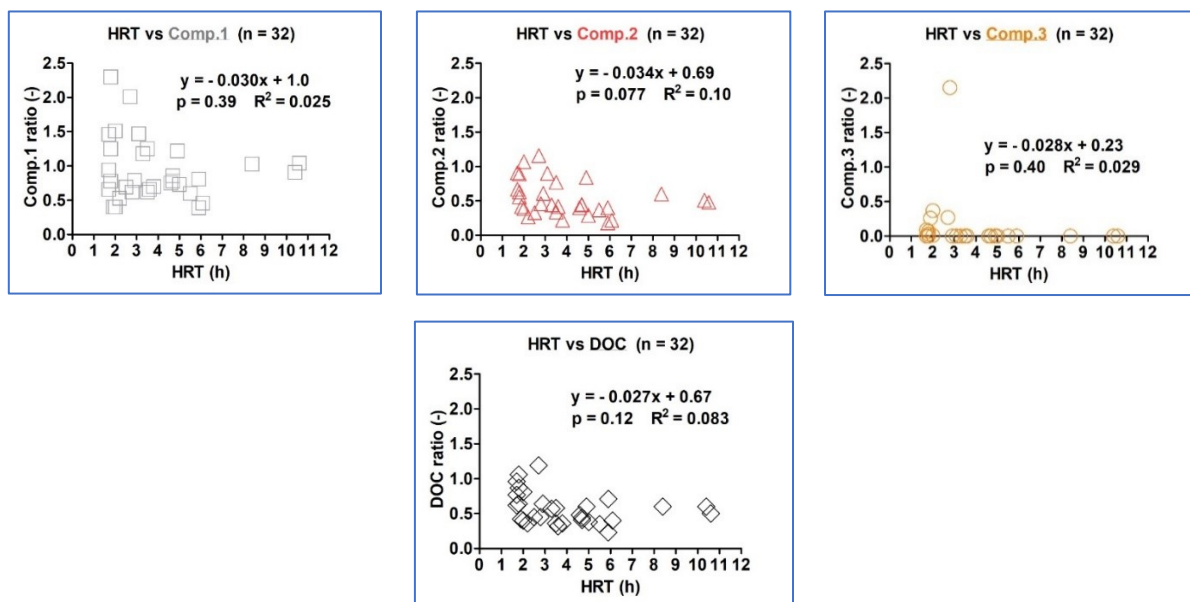 HRT vs Comp.1 (n = 32)
y = - 0.030x + 1.0
p = 0.39 R² = 0.025
Comp.1 ratio (-)
2.5
2.0
1.5
1.0
0.5
0.0
0 1 2 3 4 5 6 7 8 9 10 11 12
HRT (h)
HRT vs Comp.2 (n = 32)
y = - 0.034x + 0.69
p = 0.077 R² = 0.10
Comp.2 ratio (-)
2.5
2.0
1.5
1.0
0.5
0.0
0 1 2 3 4 5 6 7 8 9 10 11 12
HRT (h)
HRT vs Comp.3 (n = 32)
y = - 0.028x + 0.23
p = 0.40 R² = 0.029
Comp.3 ratio (-)
2.5
2.0
1.5
1.0
0.5
0.0
0 1 2 3 4 5 6 7 8 9 10 11 12
HRT (h)
HRT vs DOC (n = 32)
y = - 0.027x + 0.67
p = 0.12 R² = 0.083
DOC ratio (-)
2.5
2.0
1.5
1.0
0.5
0.0
0 1 2 3 4 5 6 7 8 9 10 11 12
HRT (h)